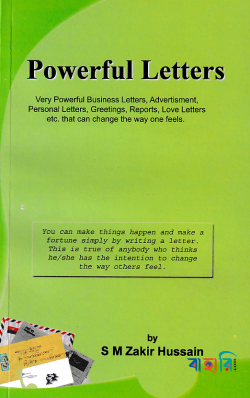 Powerful Letters
Very Powerful Business Letters, Advertisment,
Personal Letters, Greetings, Reports, Love Letters
etc. that can change the way one feels.
You can make things happen and make a
fortune simply by writing a letter.
This is true of anybody who thinks
he/she has the intention to change
the way others feel.
by
S M Zakir Hussain